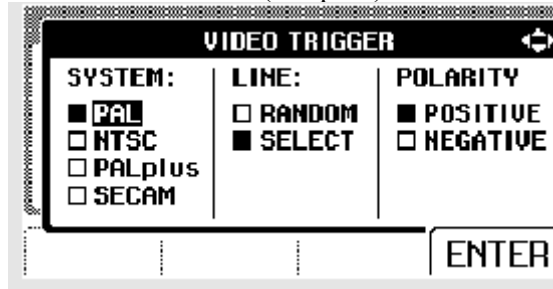 VIDEO TRIGGER
SYSTEM:
PAL
NTSC
PALplus
SECAM
LINE:
RANDOM
SELECT
POLARITY
POSITIVE
NEGATIVE
ENTER